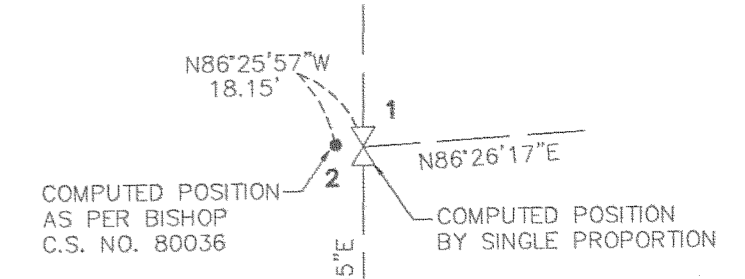 N86°25'57"W
18.15'
1
N86°26'17"E
2
COMPUTED POSITION
AS PER BISHOP
C.S. NO. 80036
COMPUTED POSITION
BY SINGLE PROPORTION
5"E